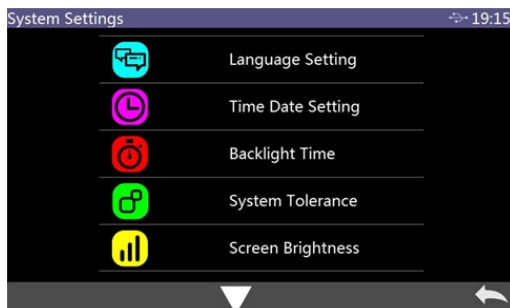 System Settings 19:15
Language Setting
Time Date Setting
Backlight Time
System Tolerance
Screen Brightness